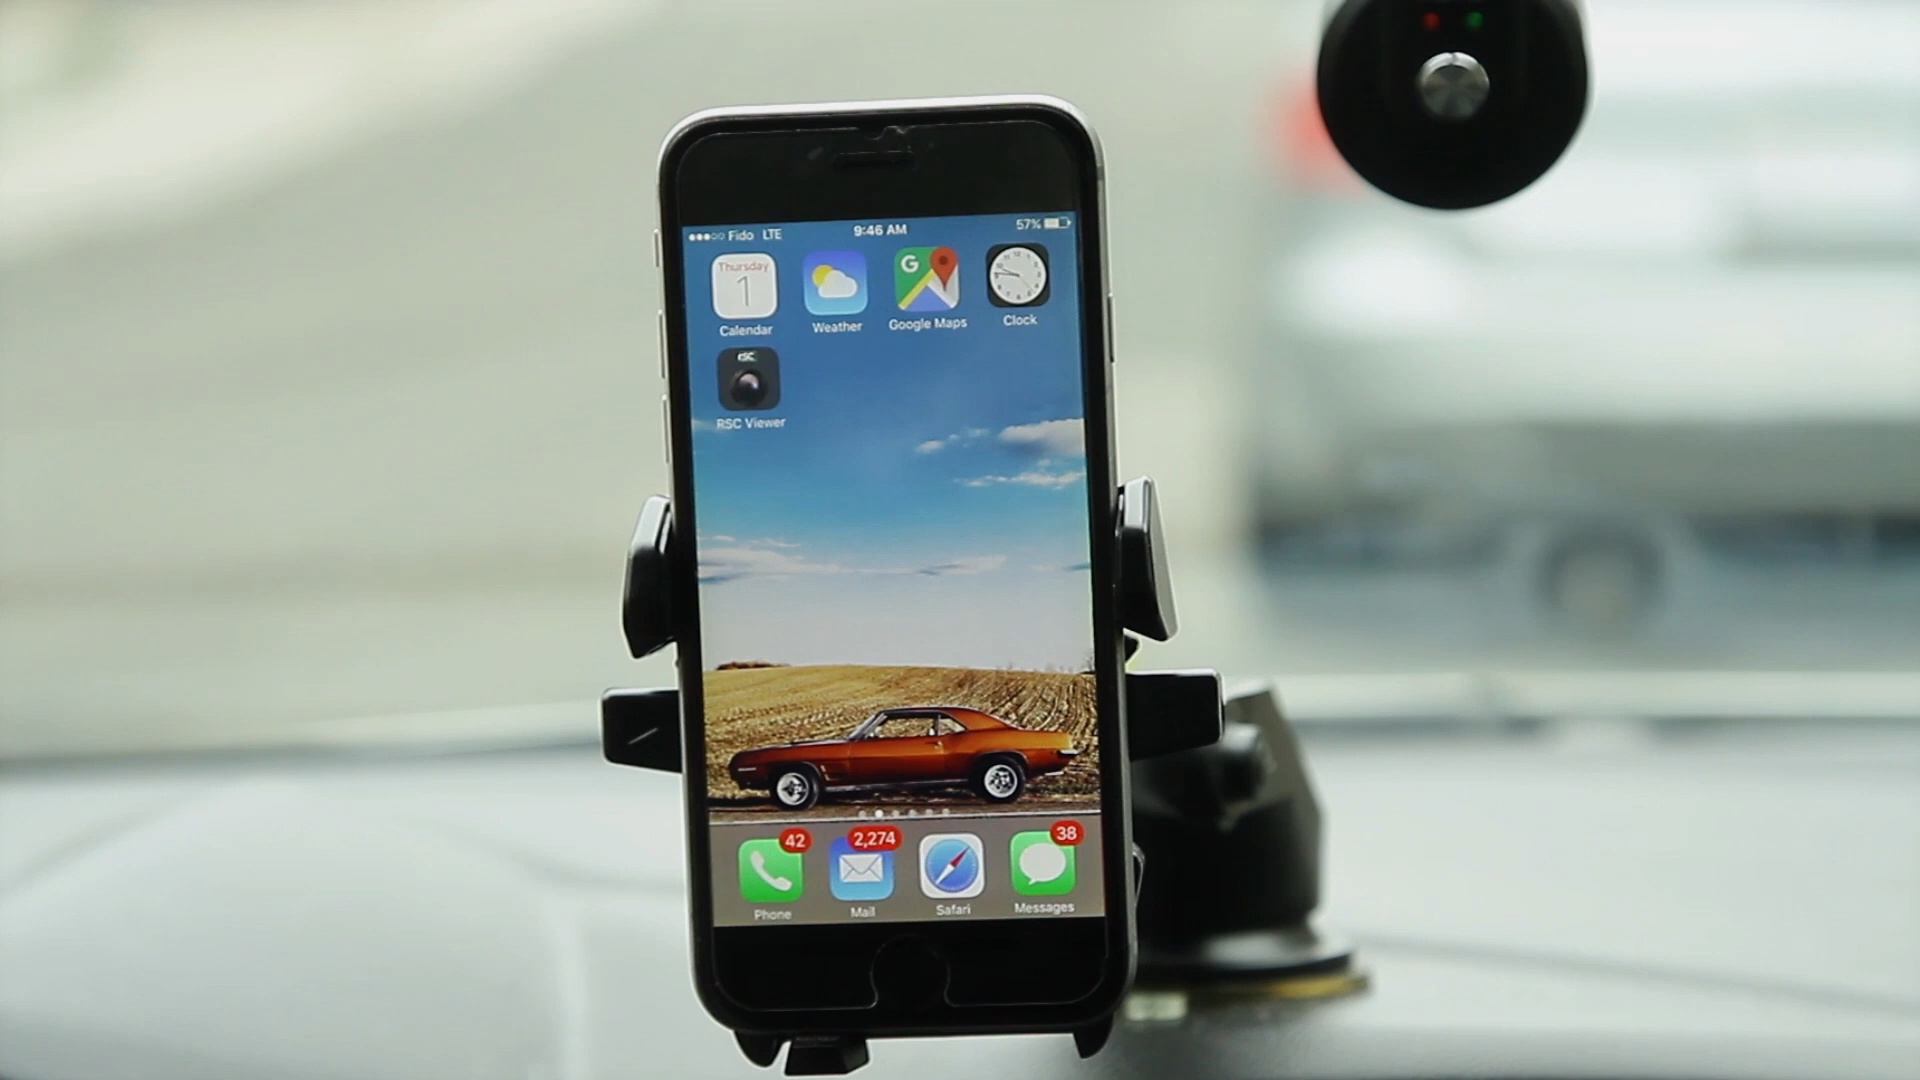 Fido LTE 9:46 AM 57%
Thursday
1
G
Calendar Weather Google Maps Clock
rSC
RSC Viewer
42 2,274 38
Phone Mail Safari Messages